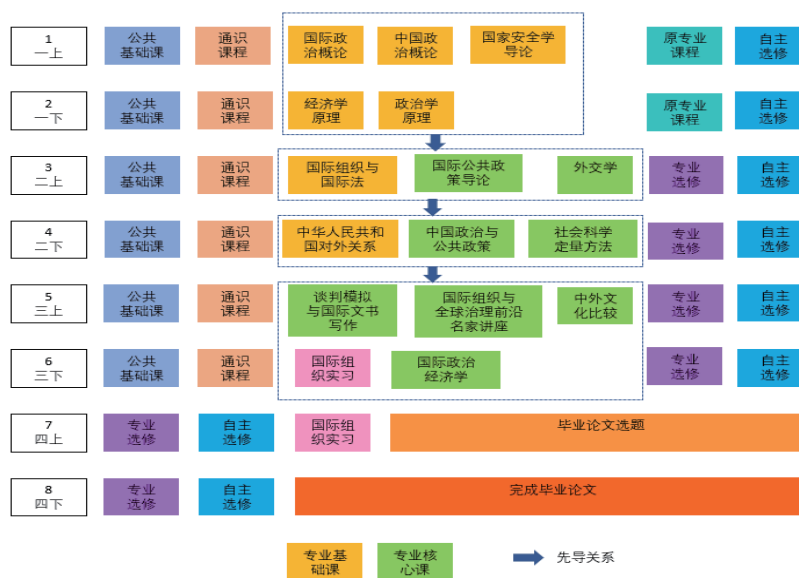 1
一上
公共
基础课
通识
课程
国际政
治概论
中国政
治概论
国家安全学
导论
原专业
课程
自主
选修
2
一下
公共
基础课
通识
课程
经济学
原理
政治学
原理
原专业
课程
自主
选修
3
二上
公共
基础课
通识
课程
国际组织与
国际法
国际公共政
策导论
外交学
专业
选修
自主
选修
4
二下
公共
基础课
通识
课程
中华人民共和
国对外关系
中国政治与
公共政策
社会科学
定量方法
专业
选修
自主
选修
5
三上
公共
基础课
通识
课程
谈判模拟
与国际文书
写作
国际组织与
全球治理前沿
名家讲座
中外文
化比较
专业
选修
自主
选修
6
三下
公共
基础课
通识
课程
国际组
织实习
国际政治
经济学
专业
选修
自主
选修
7
四上
专业
选修
自主
选修
国际组
织实习
毕业论文选题
8
四下
专业
选修
自主
选修
完成毕业论文
专业基
础课
专业核
心课
先导关系